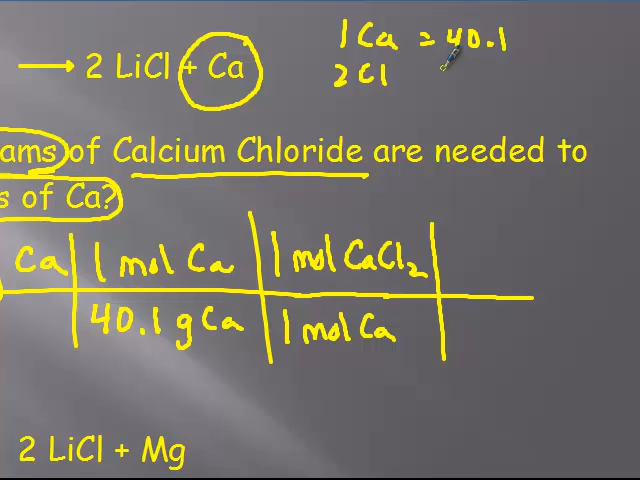 ⟶ 2 LiCl + Ca
1 Ca = 40.1
2 Cl
ams of Calcium Chloride are needed to
s of Ca?
Ca | 1 mol Ca | 1 mol CaCl₂
40.1 g Ca | 1 mol Ca
2 LiCl + Mg